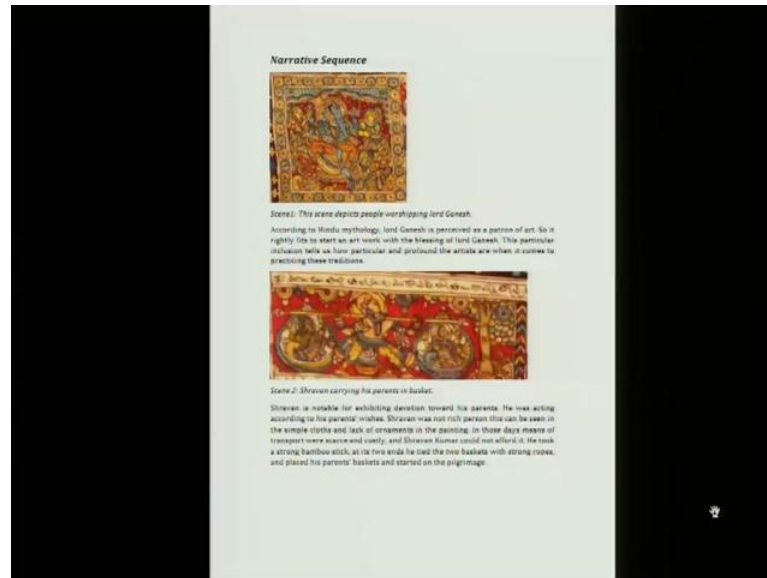 Narrative Sequence
Scene1: This scene depicts people worshipping lord Ganesh.
According to Hindu mythology, lord Ganesh is perceived as a patron of art. So it
rightly fits to start an art work with the blessing of lord Ganesh. This particular
inclusion tells us how particular and profound the artists are when it comes to
practicing these traditions.
Scene 2: Shravan carrying his parents in basket.
Shravan is notable for exhibiting devotion toward his parents. He was acting
according to his parents' wishes. Shravan was not rich person this can be seen in
the simple cloths and lack of ornaments in the painting. In those days means of
transport were scarce and costly, and Shravan Kumar could not afford it. He took
a strong bamboo stick, at its two ends he tied the two baskets with strong ropes,
and placed his parents' baskets and started on the pilgrimage.